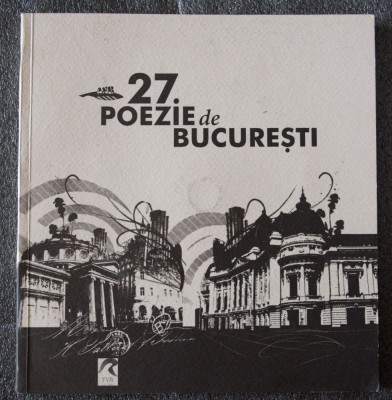 27.
POEZIE de
BUCUREȘTI
TVR